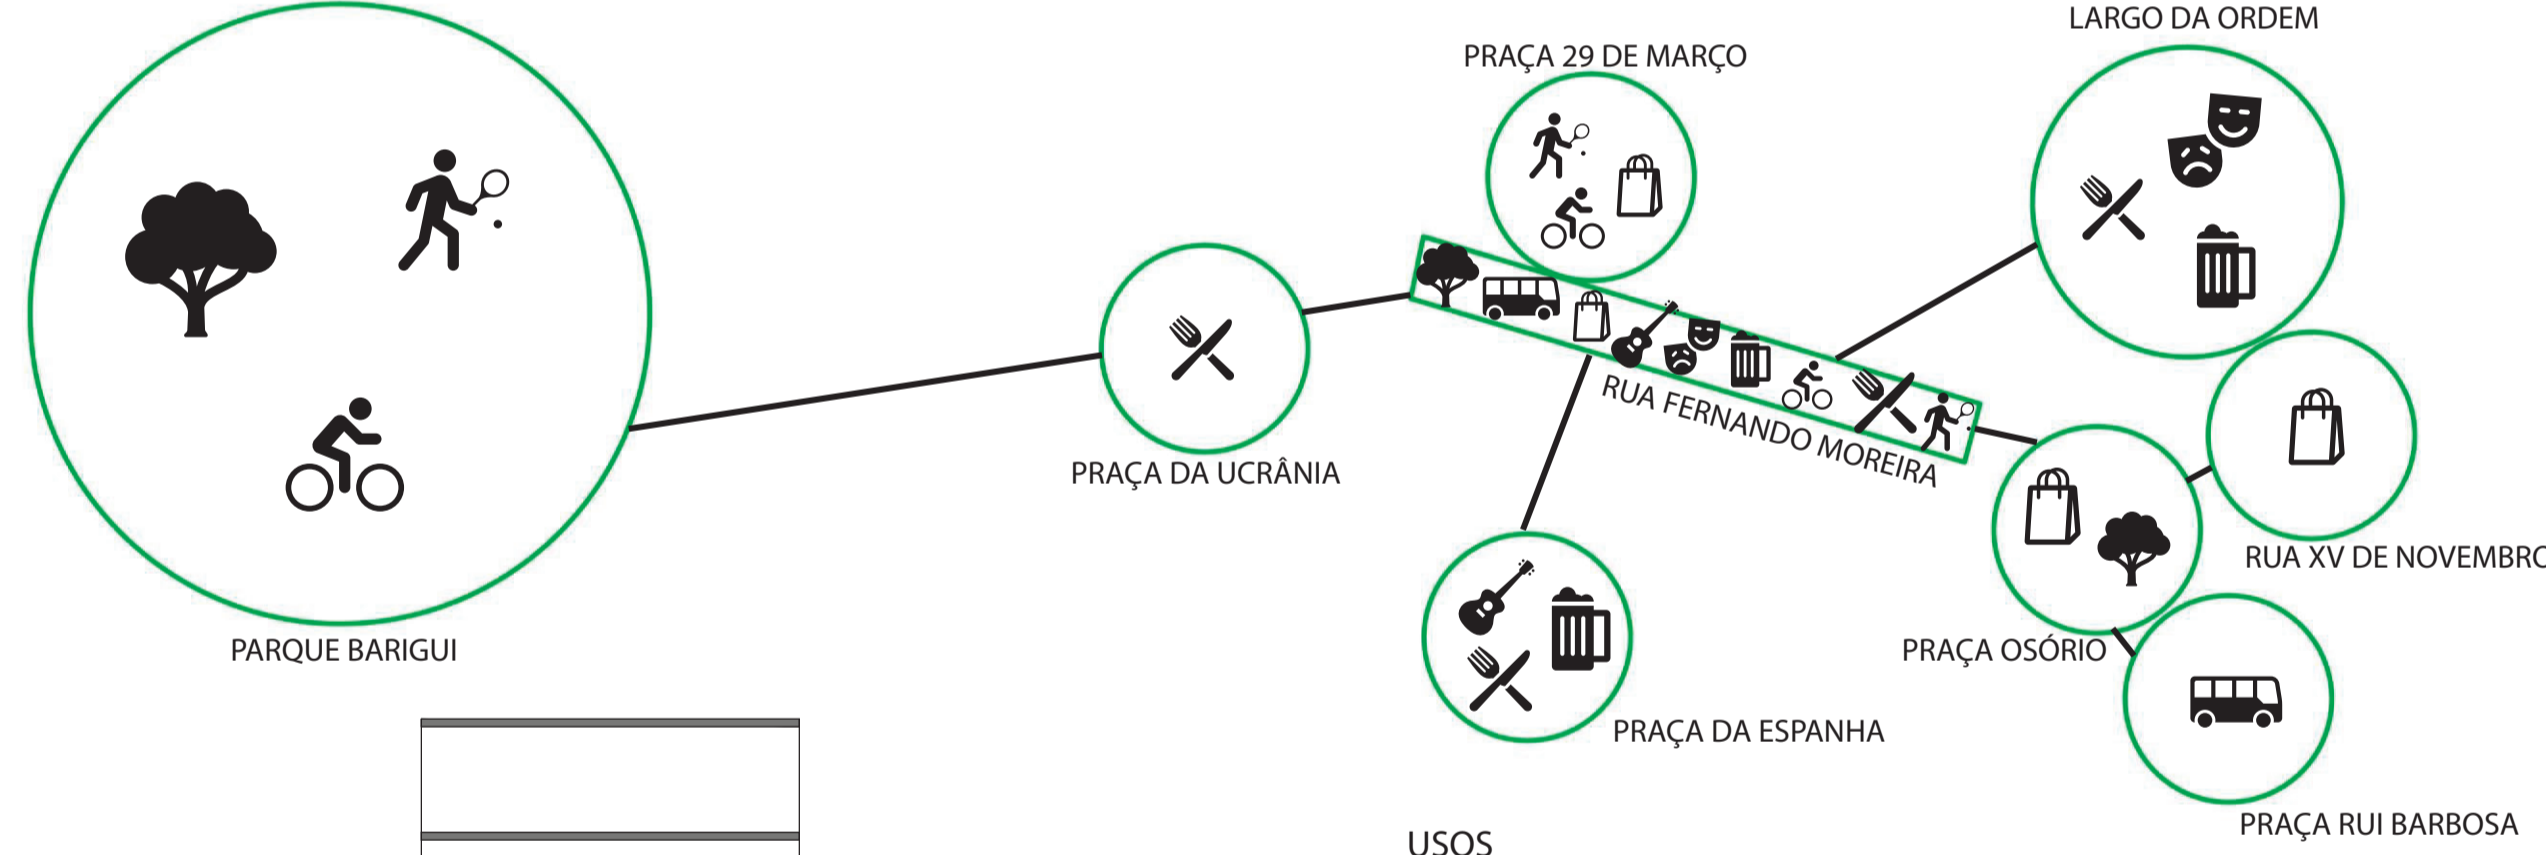 LARGO DA ORDEM
PRAÇA 29 DE MARÇO
RUA FERNANDO MOREIRA
PRAÇA DA UCRÂNIA
RUA XV DE NOVEMBRO
PARQUE BARIGUI
PRAÇA OSÓRIO
PRAÇA DA ESPANHA
PRAÇA RUI BARBOSA
USOS